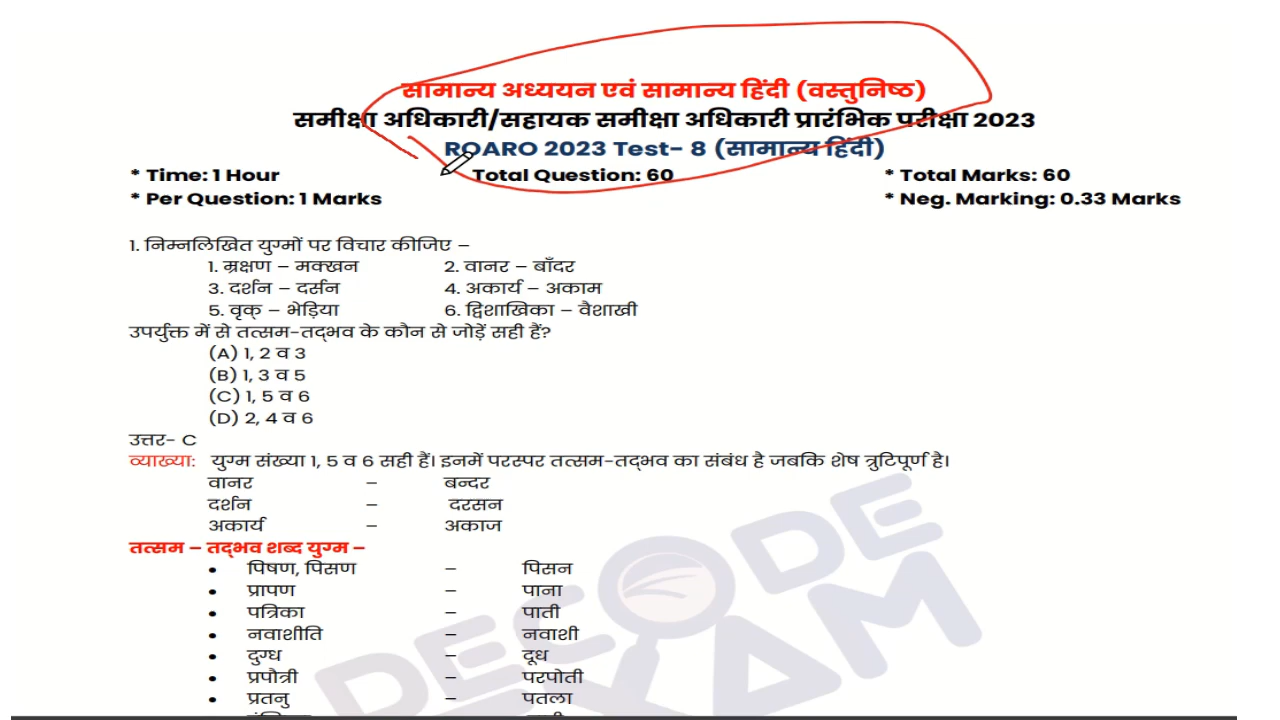 सामान्य अध्ययन एवं सामान्य हिंदी (वस्तुनिष्ठ)
समीक्षा अधिकारी/सहायक समीक्षा अधिकारी प्रारंभिक परीक्षा 2023
ROARO 2023 Test- 8 (सामान्य हिंदी)
* Time: 1 Hour Total Question: 60 * Total Marks: 60
* Per Question: 1 Marks * Neg. Marking: 0.33 Marks
1. निम्नलिखित युग्मों पर विचार कीजिए –
1. म्रक्षण – मक्खन 2. वानर – बाँदर
3. दर्शन – दर्सन 4. अकार्य – अकाम
5. वृक् – भेड़िया 6. द्विशाखिका – वैशाखी
उपर्युक्त में से तत्सम-तद्भव के कौन से जोड़ें सही हैं?
(A) 1, 2 व 3
(B) 1, 3 व 5
(C) 1, 5 व 6
(D) 2, 4 व 6
उत्तर- C
व्याख्या: युग्म संख्या 1, 5 व 6 सही हैं। इनमें परस्पर तत्सम-तद्भव का संबंध है जबकि शेष त्रुटिपूर्ण है।
वानर – बन्दर
दर्शन – दरसन
अकार्य – अकाज
तत्सम – तद्भव शब्द युग्म –
• पिषण, पिसण – पिसन
• प्रापण – पाना
• पत्रिका – पाती
• नवाशीति – नवाशी
• दुग्ध – दूध
• प्रपौत्री – परपोती
• प्रतनु – पतला
DECODE EXAM